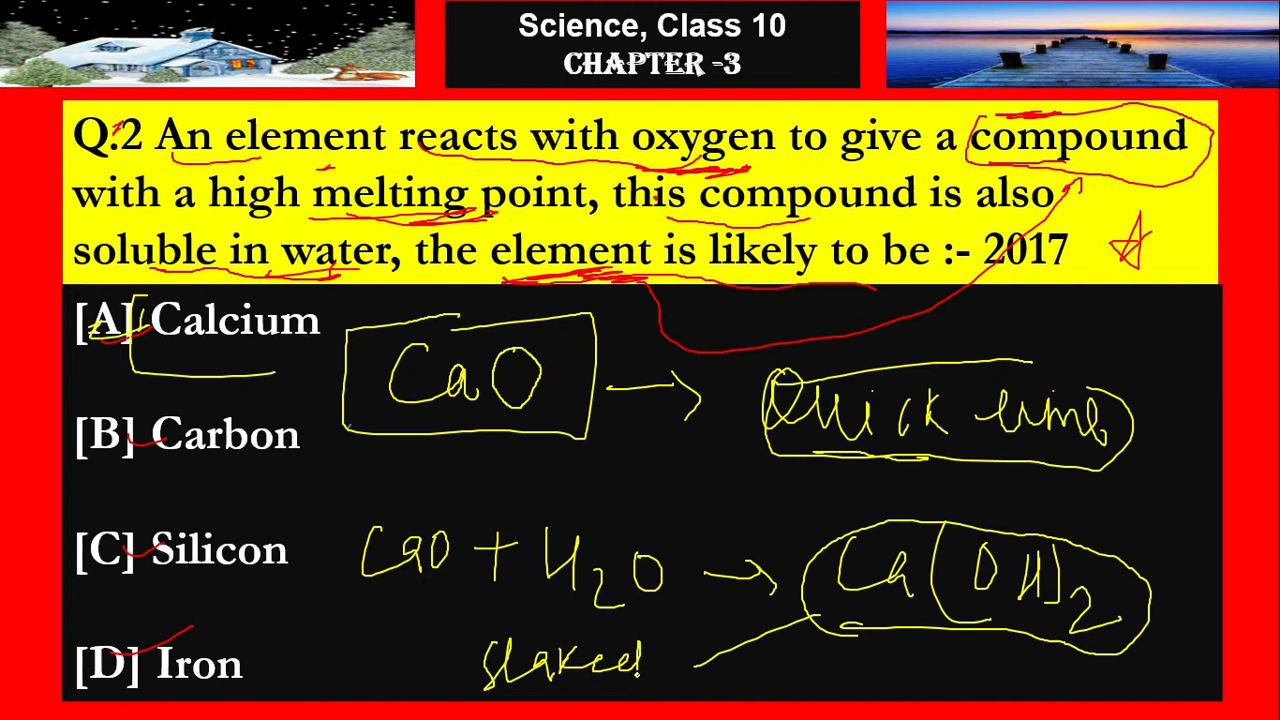 Science, Class 10
CHAPTER -3
Q.2 An element reacts with oxygen to give a compound
with a high melting point, this compound is also
soluble in water, the element is likely to be :- 2017
[A] Calcium
CaO → Quick lime
[B] Carbon
[C] Silicon
CaO + H2O → Ca(OH)2
slaked
[D] Iron